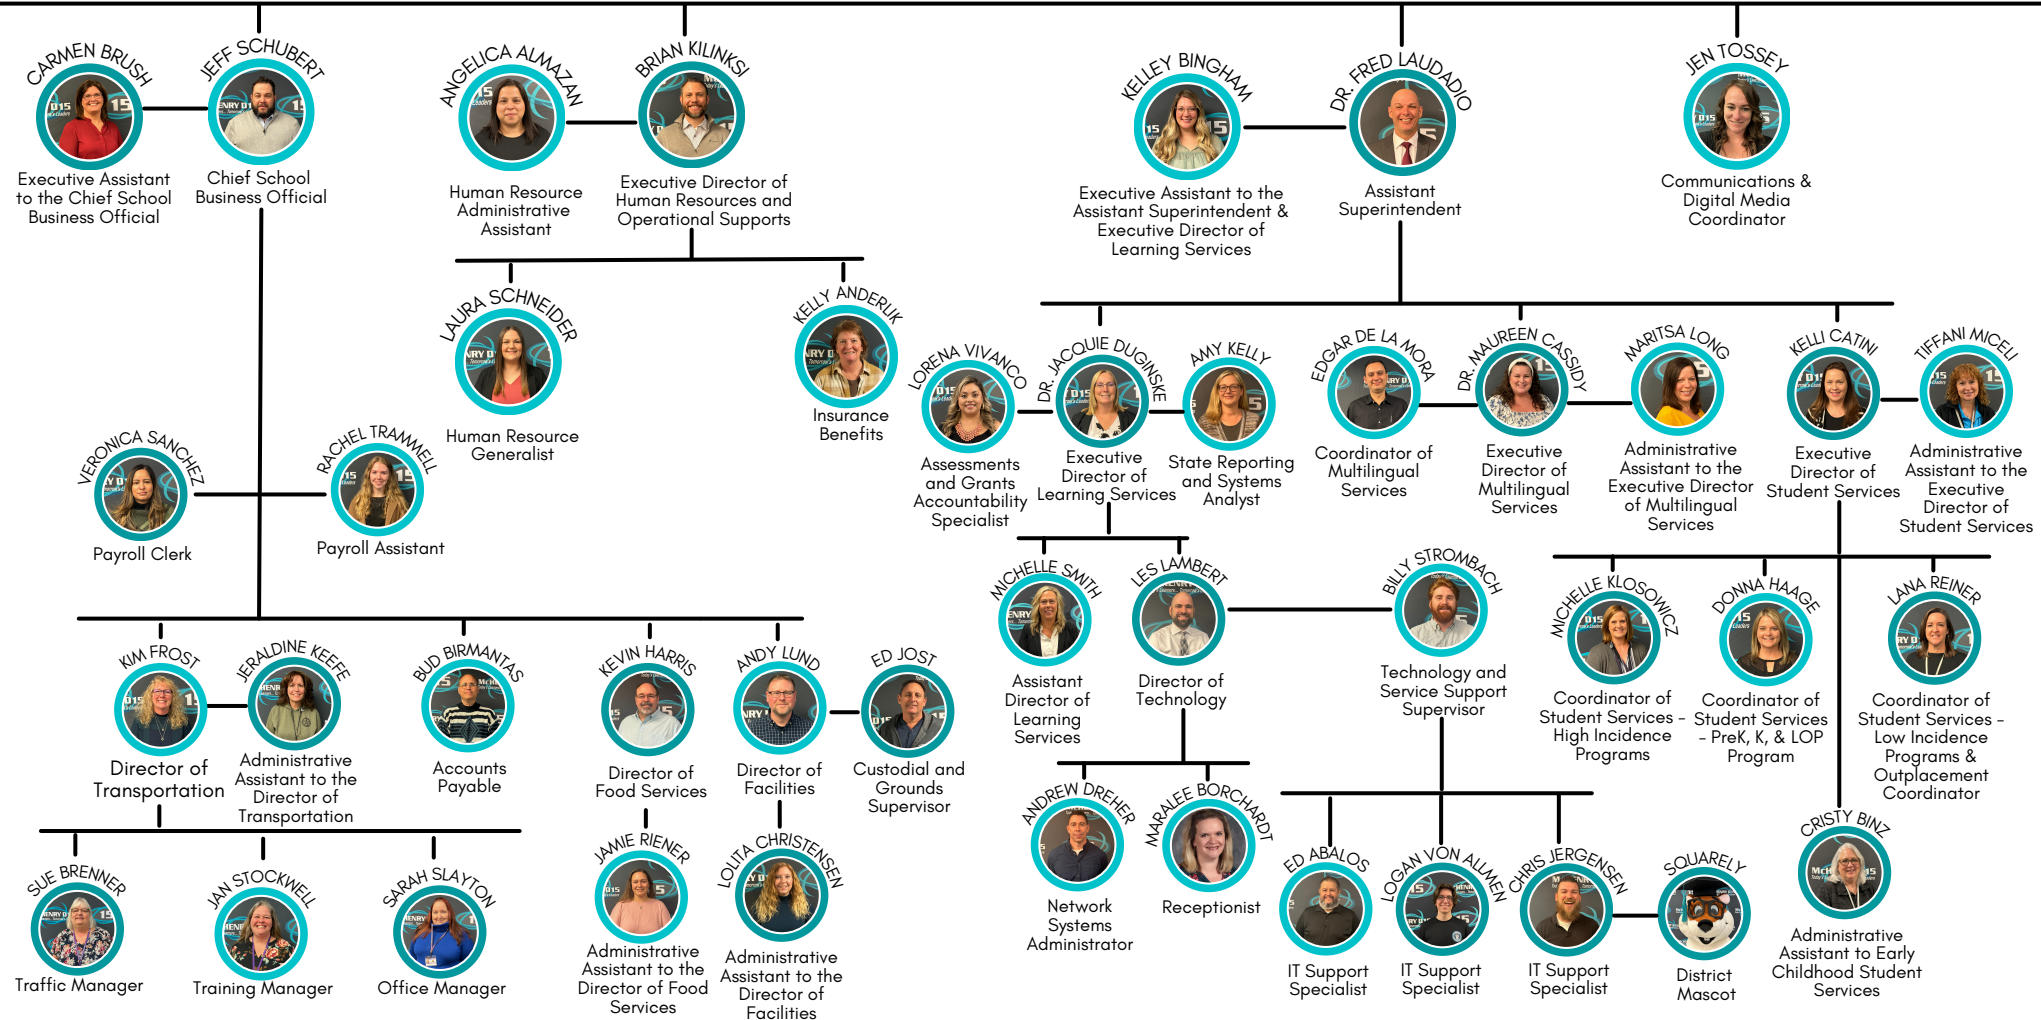 CARMEN BRUSH
Executive Assistant
to the Chief School
Business Official
JEFF SCHUBERT
Chief School
Business Official
ANGELICA ALMAZAN
Human Resource
Administrative
Assistant
BRIAN KILINKSI
Executive Director of
Human Resources and
Operational Supports
KELLEY BINGHAM
Executive Assistant to the
Assistant Superintendent &
Executive Director of
Learning Services
DR. FRED LAUDADIO
Assistant
Superintendent
JEN TOSSEY
Communications &
Digital Media
Coordinator
LAURA SCHNEIDER
Human Resource
Generalist
KELLY ANDERLIK
Insurance
Benefits
VERONICA SANCHEZ
Payroll Clerk
RACHEL TRAMMELL
Payroll Assistant
LORENA VIVANCO
Assessments
and Grants
Accountability
Specialist
DR. JACQUIE DUGINSKE
Executive
Director of
Learning Services
AMY KELLY
State Reporting
and Systems
Analyst
EDGAR DE LA MORA
Coordinator of
Multilingual
Services
DR. MAUREEN CASSIDY
Executive
Director of
Multilingual
Services
MARITSA LONG
Administrative
Assistant to the
Executive Director
of Multilingual
Services
KELLI CATINI
Executive
Director of
Student Services
TIFFANI MICELI
Administrative
Assistant to the
Executive
Director of
Student Services
KIM FROST
Director of
Transportation
JERALDINE KEEFE
Administrative
Assistant to the
Director of
Transportation
BUD BIRMANTAS
Accounts
Payable
KEVIN HARRIS
Director of
Food Services
ANDY LUND
Director of
Facilities
ED JOST
Custodial and
Grounds
Supervisor
MICHELLE SMITH
Assistant
Director of
Learning
Services
LES LAMBERT
Director of
Technology
BILLY STROMBACH
Technology and
Service Support
Supervisor
MICHELLE KLOSOWICZ
Coordinator of
Student Services -
High Incidence
Programs
DONNA HAAGE
Coordinator of
Student Services
- PreK, K, & LOP
Program
LANA REINER
Coordinator of
Student Services -
Low Incidence
Programs &
Outplacement
Coordinator
SUE BRENNER
Traffic Manager
JAN STOCKWELL
Training Manager
SARAH SLAYTON
Office Manager
JAMIE RIENER
Administrative
Assistant to the
Director of Food
Services
LOLITA CHRISTENSEN
Administrative
Assistant to the
Director of
Facilities
ANDREW DREHER
Network
Systems
Administrator
MARALEE BORCHARDT
Receptionist
ED ABALOS
IT Support
Specialist
LOGAN VON ALLMEN
IT Support
Specialist
CHRIS JERGENSEN
IT Support
Specialist
SQUARELY
District
Mascot
CRISTY BINZ
Administrative
Assistant to Early
Childhood Student
Services